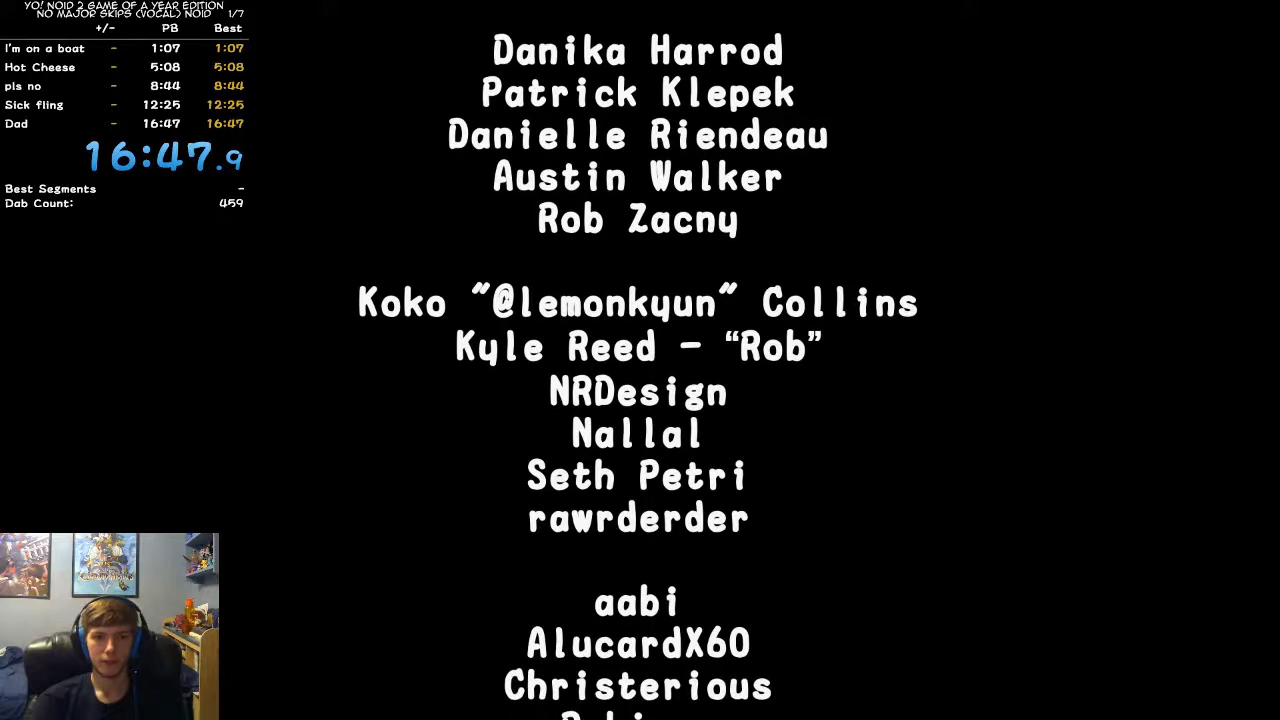 YO! NOID 2 GAME OF A YEAR EDITION
NO MAJOR SKIPS (VOCAL) NOID 1/7
+/- PB Best
I'm on a boat - 1:07 1:07
Hot Cheese - 5:08 5:08
pls no - 8:44 8:44
Sick fling - 12:25 12:25
Dad - 16:47 16:47
16:47.9
Best Segments -
Dab Count: 459
Danika Harrod
Patrick Klepek
Danielle Riendeau
Austin Walker
Rob Zacny
Koko "@lemonkyun" Collins
Kyle Reed - “Rob”
NRDesign
Nallal
Seth Petri
rawrderder
aabi
AlucardX60
Christerious